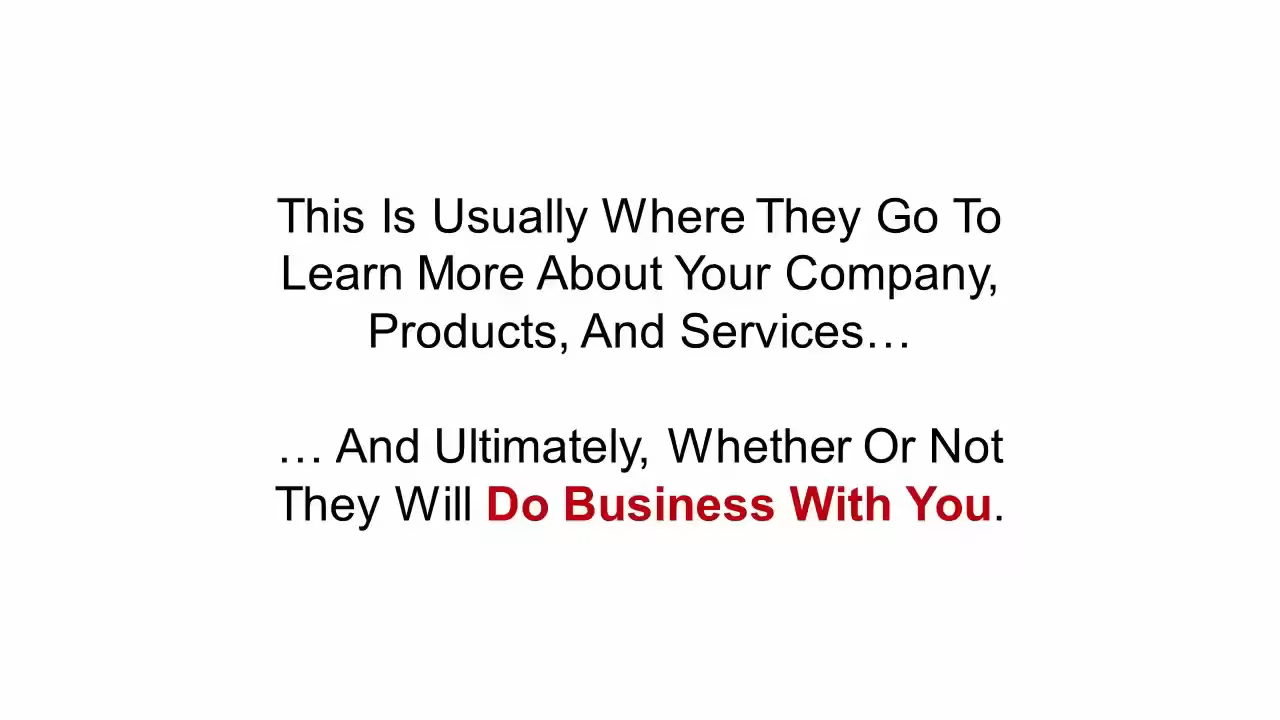 This Is Usually Where They Go To
Learn More About Your Company,
Products, And Services…
… And Ultimately, Whether Or Not
They Will Do Business With You.